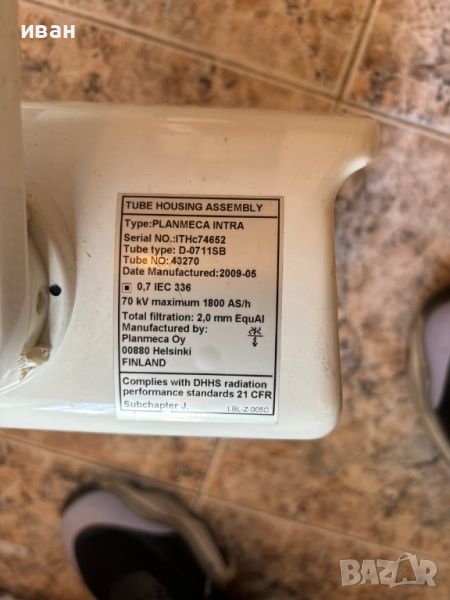 иван
TUBE HOUSING ASSEMBLY
Type:PLANMECA INTRA
Serial NO.:ITHc74652
Tube type: D-0711SB
Tube NO: 43270
Date Manufactured:2009-05
0,7 IEC 336
70 kV maximum 1800 AS/h
Total filtration: 2,0 mm EquAl
Manufactured by:
Planmeca Oy
00880 Helsinki
FINLAND
Complies with DHHS radiation
performance standards 21 CFR
Subchapter J.
LBL-Z-005C
BAZAR